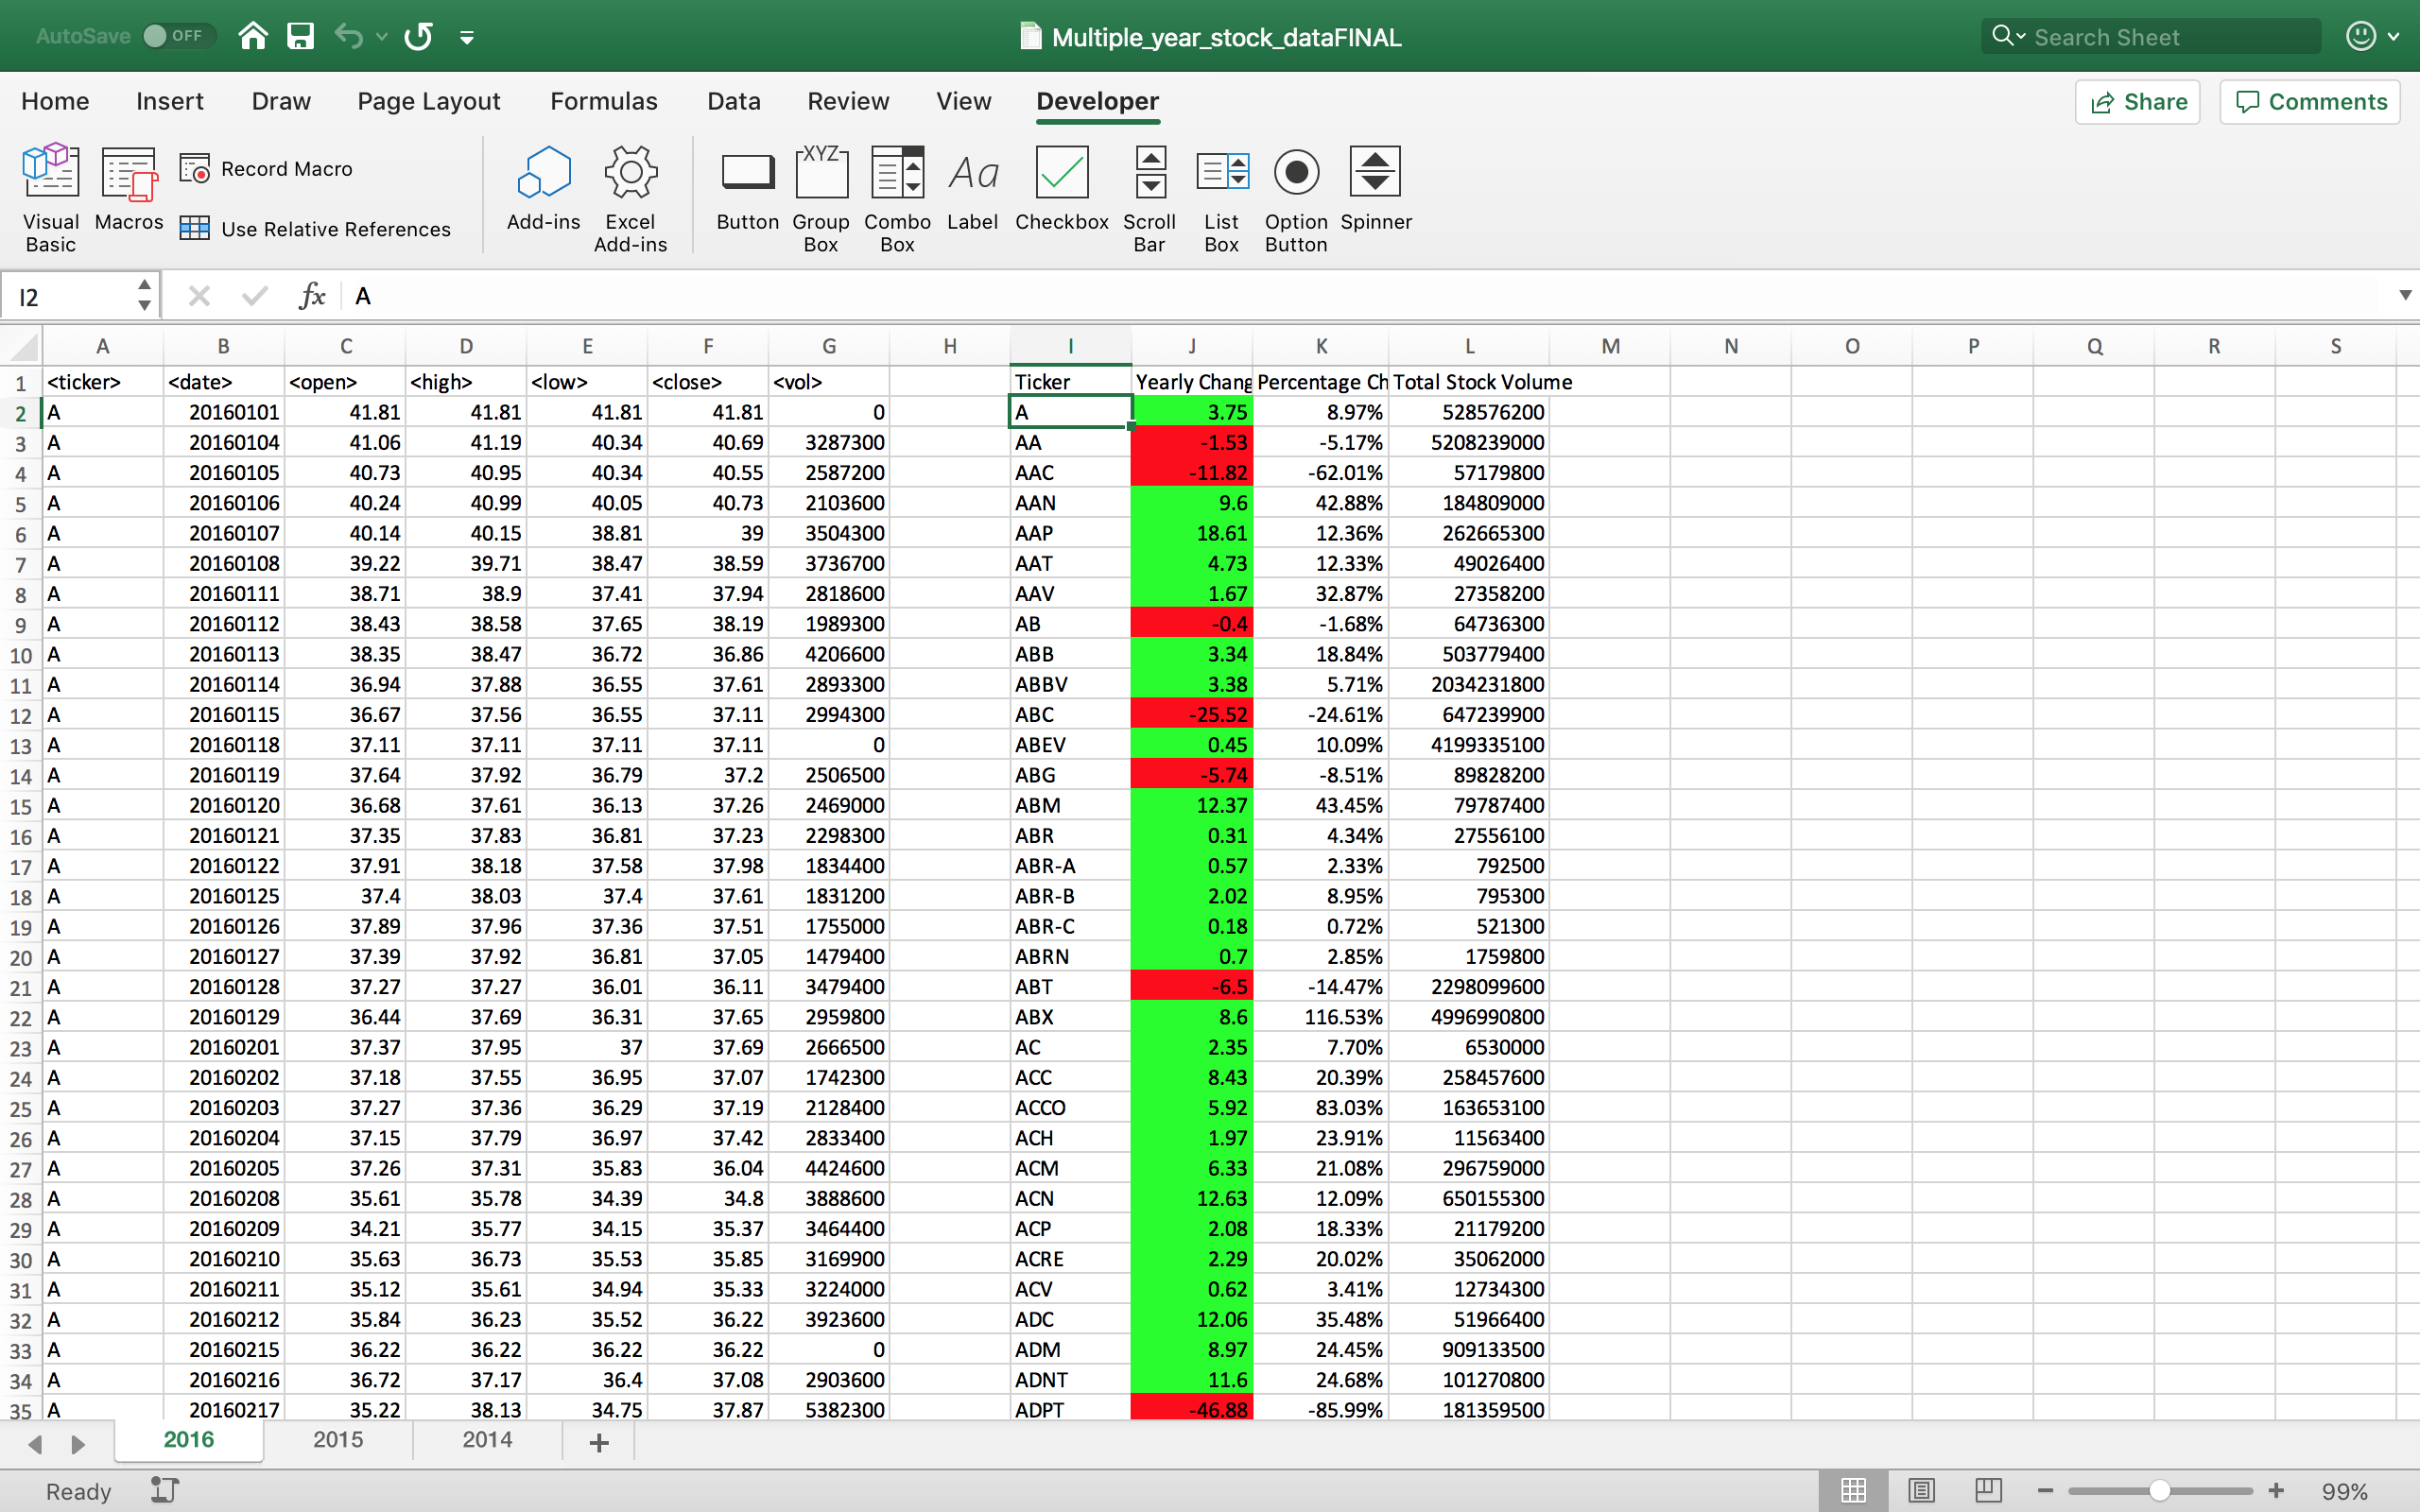 AutoSave OFF Multiple_year_stock_dataFINAL Search Sheet
Home Insert Draw Page Layout Formulas Data Review View Developer Share Comments
Visual Basic Macros Record Macro Use Relative References Add-ins Excel Add-ins Button XYZ Group Box Combo Box Aa Label Checkbox Scroll Bar List Box Option Button Spinner
I2 fx A
A B C D E F G H I J K L M N O P Q R S
1 <ticker> <date> <open> <high> <low> <close> <vol> Ticker Yearly Chang Percentage Ch Total Stock Volume
2 A 20160101 41.81 41.81 41.81 41.81 0 A 3.75 8.97% 528576200
3 A 20160104 41.06 41.19 40.34 40.69 3287300 AA -1.53 -5.17% 5208239000
4 A 20160105 40.73 40.95 40.34 40.55 2587200 AAC -11.82 -62.01% 57179800
5 A 20160106 40.24 40.99 40.05 40.73 2103600 AAN 9.6 42.88% 184809000
6 A 20160107 40.14 40.15 38.81 39 3504300 AAP 18.61 12.36% 262665300
7 A 20160108 39.22 39.71 38.47 38.59 3736700 AAT 4.73 12.33% 49026400
8 A 20160111 38.71 38.9 37.41 37.94 2818600 AAV 1.67 32.87% 27358200
9 A 20160112 38.43 38.58 37.65 38.19 1989300 AB -0.4 -1.68% 64736300
10 A 20160113 38.35 38.47 36.72 36.86 4206600 ABB 3.34 18.84% 503779400
11 A 20160114 36.94 37.88 36.55 37.61 2893300 ABBV 3.38 5.71% 2034231800
12 A 20160115 36.67 37.56 36.55 37.11 2994300 ABC -25.52 -24.61% 647239900
13 A 20160118 37.11 37.11 37.11 37.11 0 ABEV 0.45 10.09% 4199335100
14 A 20160119 37.64 37.92 36.79 37.2 2506500 ABG -5.74 -8.51% 89828200
15 A 20160120 36.68 37.61 36.13 37.26 2469000 ABM 12.37 43.45% 79787400
16 A 20160121 37.35 37.83 36.81 37.23 2298300 ABR 0.31 4.34% 27556100
17 A 20160122 37.91 38.18 37.58 37.98 1834400 ABR-A 0.57 2.33% 792500
18 A 20160125 37.4 38.03 37.4 37.61 1831200 ABR-B 2.02 8.95% 795300
19 A 20160126 37.89 37.96 37.36 37.51 1755000 ABR-C 0.18 0.72% 521300
20 A 20160127 37.39 37.92 36.81 37.05 1479400 ABRN 0.7 2.85% 1759800
21 A 20160128 37.27 37.27 36.01 36.11 3479400 ABT -6.5 -14.47% 2298099600
22 A 20160129 36.44 37.69 36.31 37.65 2959800 ABX 8.6 116.53% 4996990800
23 A 20160201 37.37 37.95 37 37.69 2666500 AC 2.35 7.70% 6530000
24 A 20160202 37.18 37.55 36.95 37.07 1742300 ACC 8.43 20.39% 258457600
25 A 20160203 37.27 37.36 36.29 37.19 2128400 ACCO 5.92 83.03% 163653100
26 A 20160204 37.15 37.79 36.97 37.42 2833400 ACH 1.97 23.91% 11563400
27 A 20160205 37.26 37.31 35.83 36.04 4424600 ACM 6.33 21.08% 296759000
28 A 20160208 35.61 35.78 34.39 34.8 3888600 ACN 12.63 12.09% 650155300
29 A 20160209 34.21 35.77 34.15 35.37 3464400 ACP 2.08 18.33% 21179200
30 A 20160210 35.63 36.73 35.53 35.85 3169900 ACRE 2.29 20.02% 35062000
31 A 20160211 35.12 35.61 34.94 35.33 3224000 ACV 0.62 3.41% 12734300
32 A 20160212 35.84 36.23 35.52 36.22 3923600 ADC 12.06 35.48% 51966400
33 A 20160215 36.22 36.22 36.22 36.22 0 ADM 8.97 24.45% 909133500
34 A 20160216 36.72 37.17 36.4 37.08 2903600 ADNT 11.6 24.68% 101270800
35 A 20160217 35.22 38.13 34.75 37.87 5382300 ADPT -46.88 -85.99% 181359500
2016 2015 2014
Ready 99%